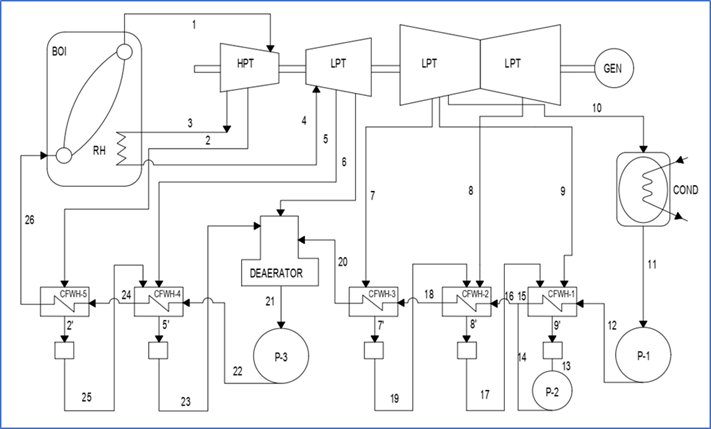 1
BOI
HPT
LPT
LPT
LPT
GEN
10
3
2
4
5
RH
6
7
8
9
COND
26
DEAERATOR
20
11
CFWH-5
24
CFWH-4
21
CFWH-3
18
CFWH-2
16
15
CFWH-1
12
2'
5'
22
P-3
7'
8'
14
9'
13
P-2
P-1
25
23
19
17